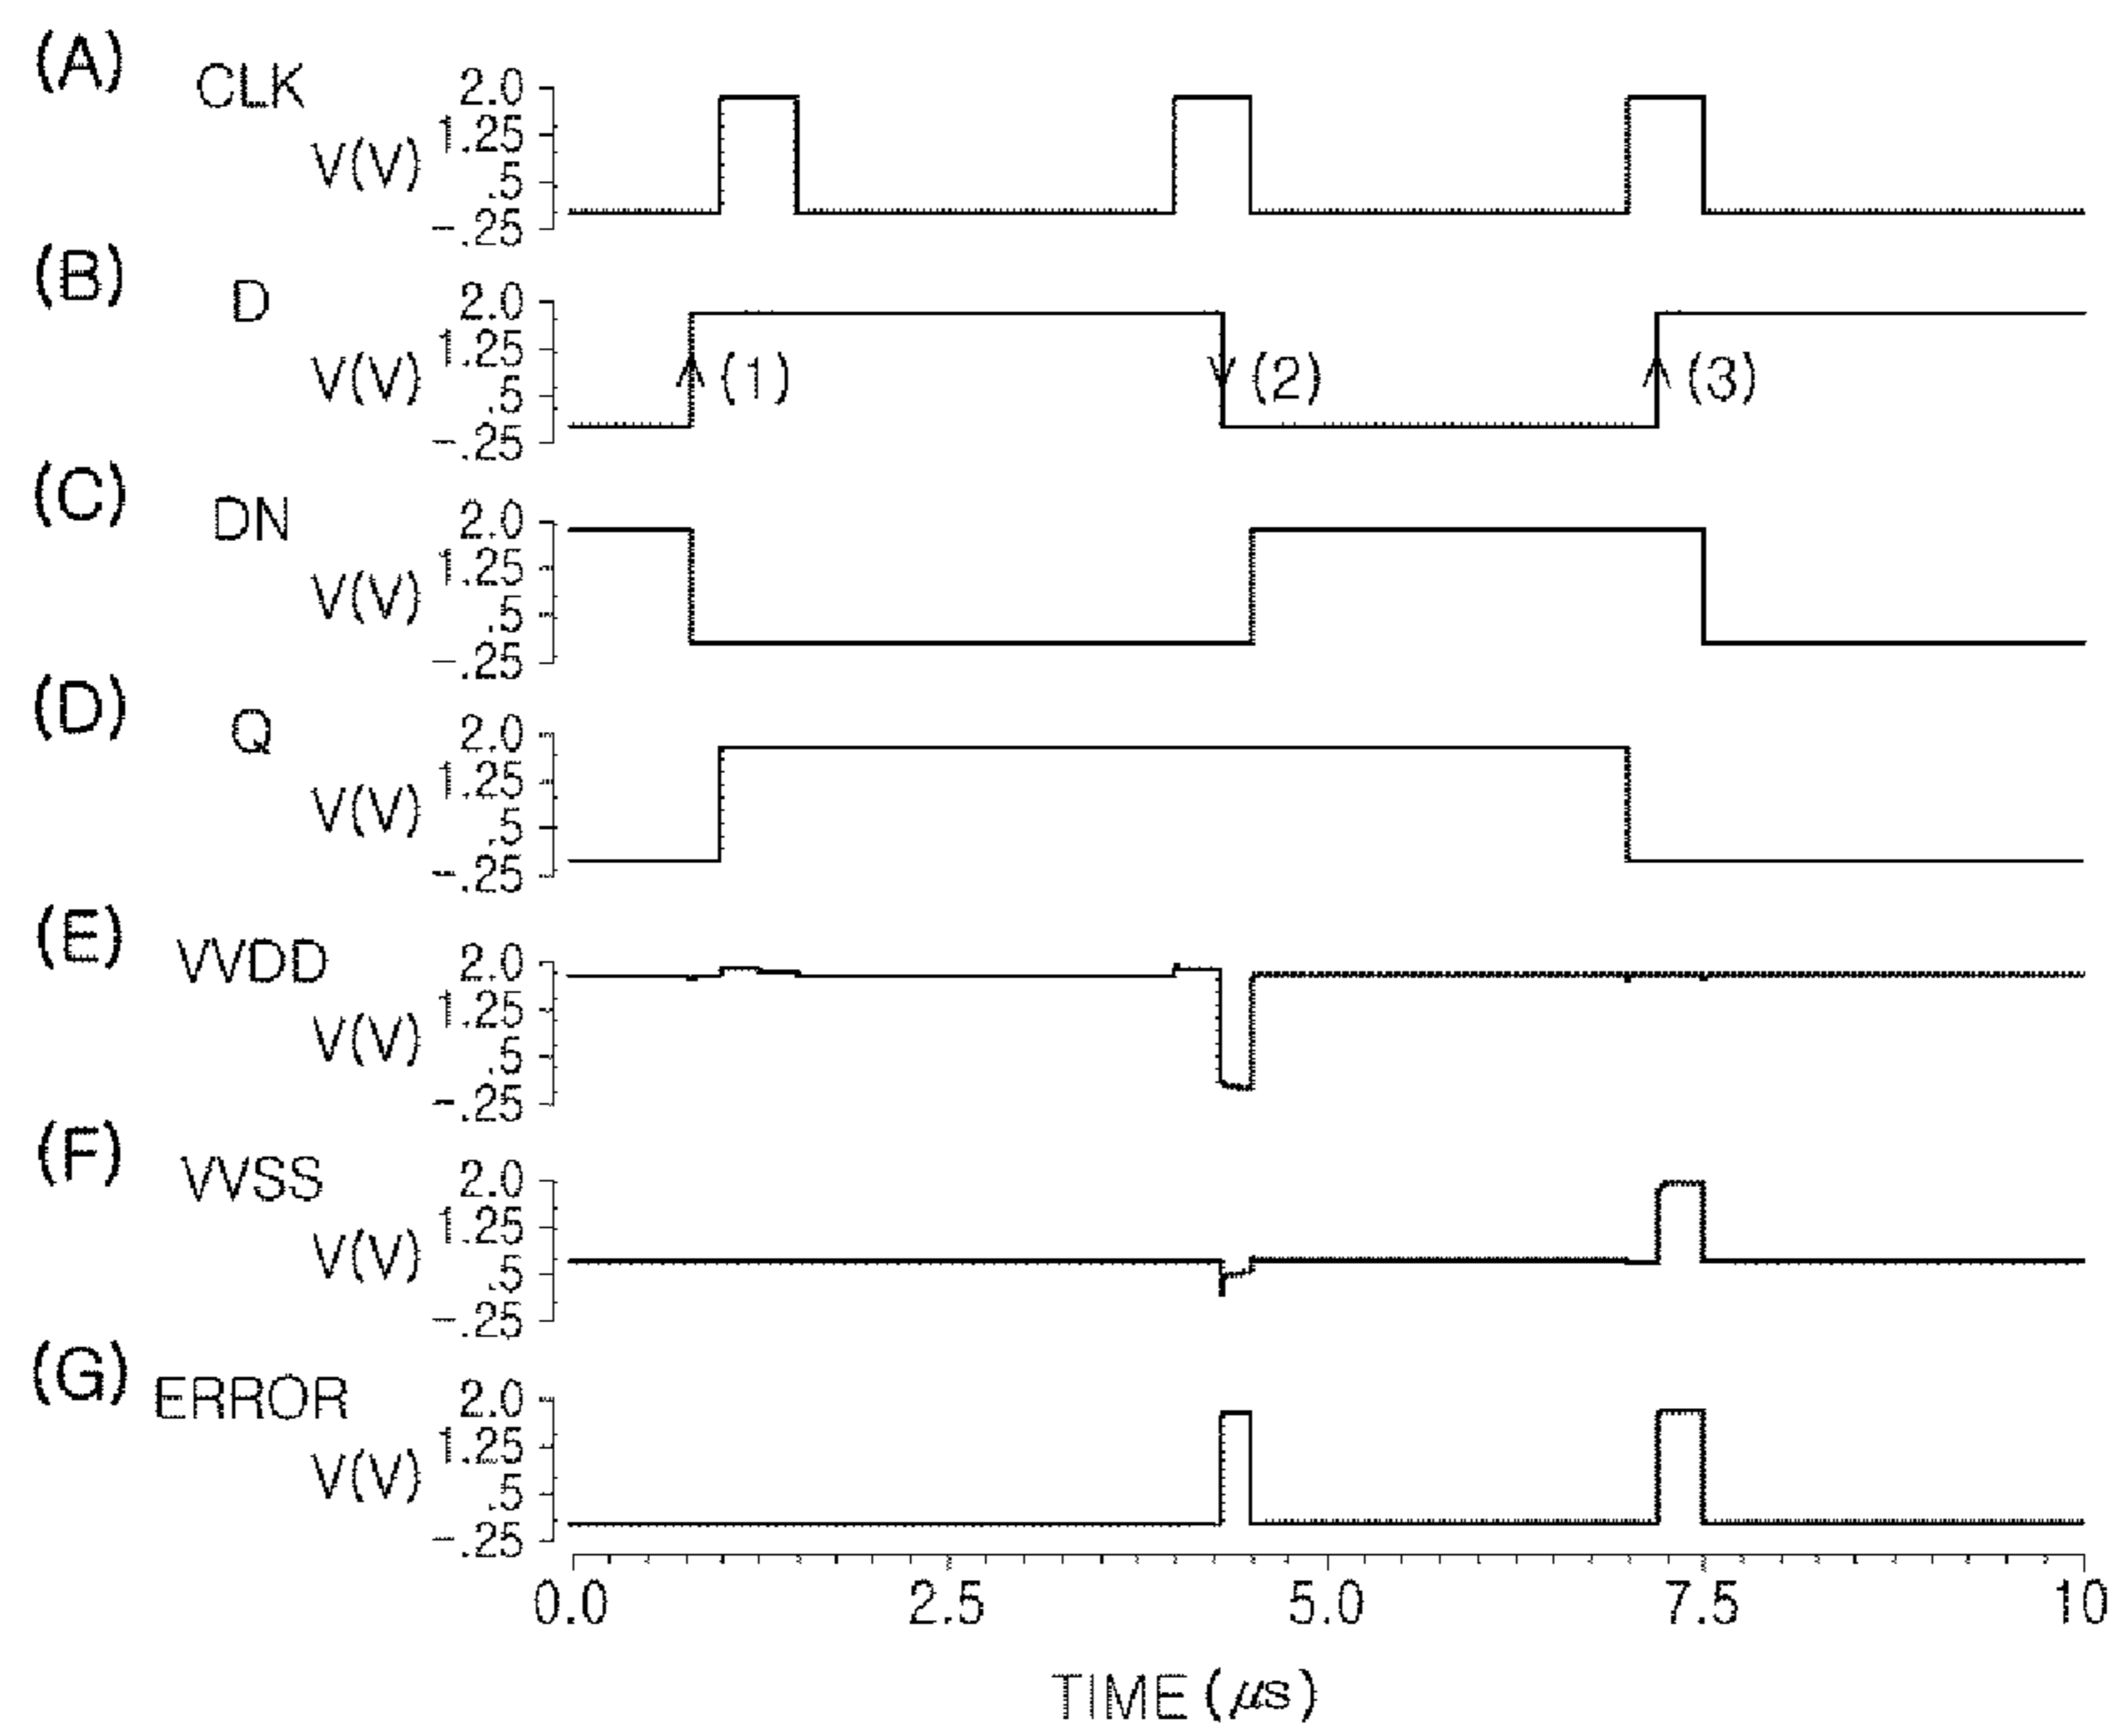 (A) CLK
V(V)
2.0
1.25
.5
-.25
(B) D
V(V)
2.0
1.25
.5
-.25
(1)
(2)
(3)
(C) DN
V(V)
2.0
1.25
.5
-.25
(D) Q
V(V)
2.0
1.25
.5
-.25
(E) VVDD
V(V)
2.0
1.25
.5
-.25
(F) VVSS
V(V)
2.0
1.25
.5
-.25
(G) ERROR
V(V)
2.0
1.25
.5
-.25
0.0 2.5 5.0 7.5 10
TIME (μs)